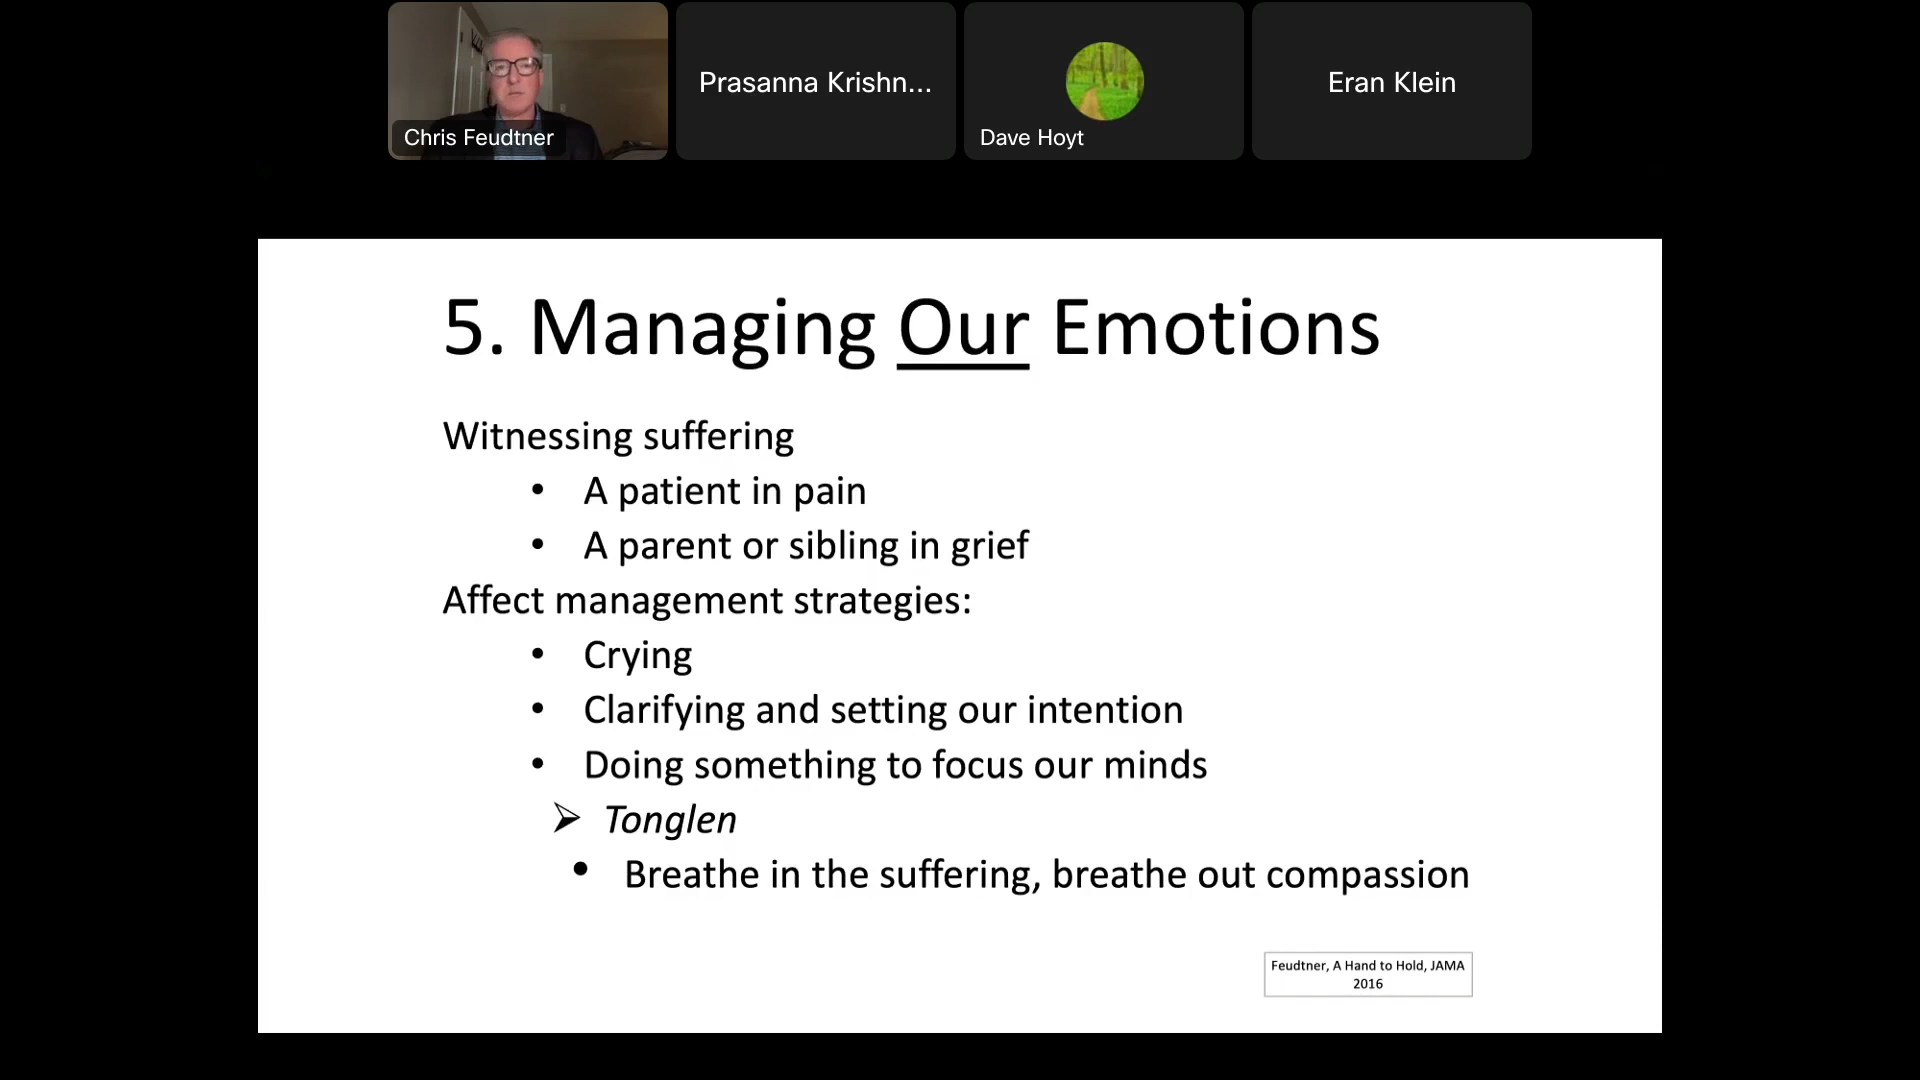 Chris Feudtner
Prasanna Krishn...
Dave Hoyt
Eran Klein
5. Managing Our Emotions
Witnessing suffering
• A patient in pain
• A parent or sibling in grief
Affect management strategies:
• Crying
• Clarifying and setting our intention
• Doing something to focus our minds
➢ Tonglen
• Breathe in the suffering, breathe out compassion
Feudtner, A Hand to Hold, JAMA
2016